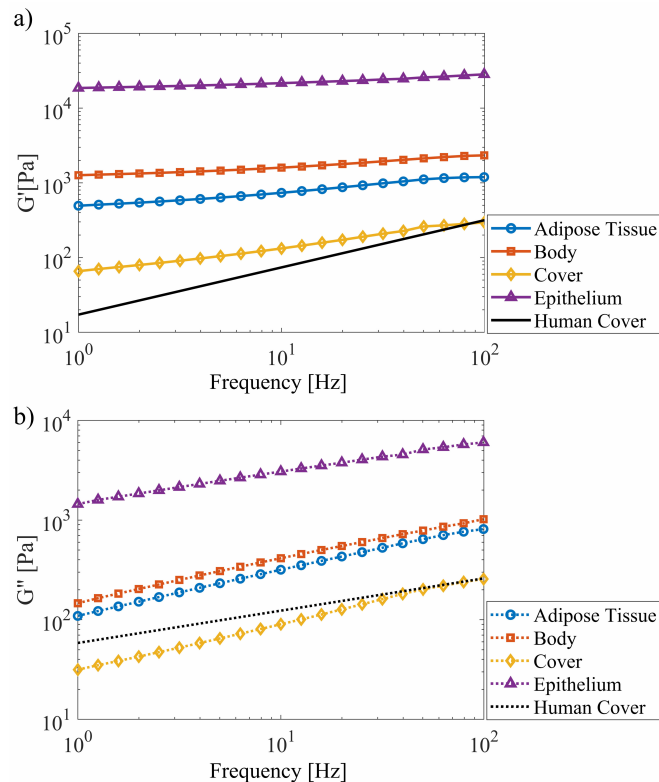 a)
10^5
10^4
10^3
10^2
10^1
G'[Pa]
10^0
10^1
10^2
Frequency [Hz]
Adipose Tissue
Body
Cover
Epithelium
Human Cover
b)
10^4
10^3
10^2
10^1
G'' [Pa]
10^0
10^1
10^2
Frequency [Hz]
Adipose Tissue
Body
Cover
Epithelium
Human Cover